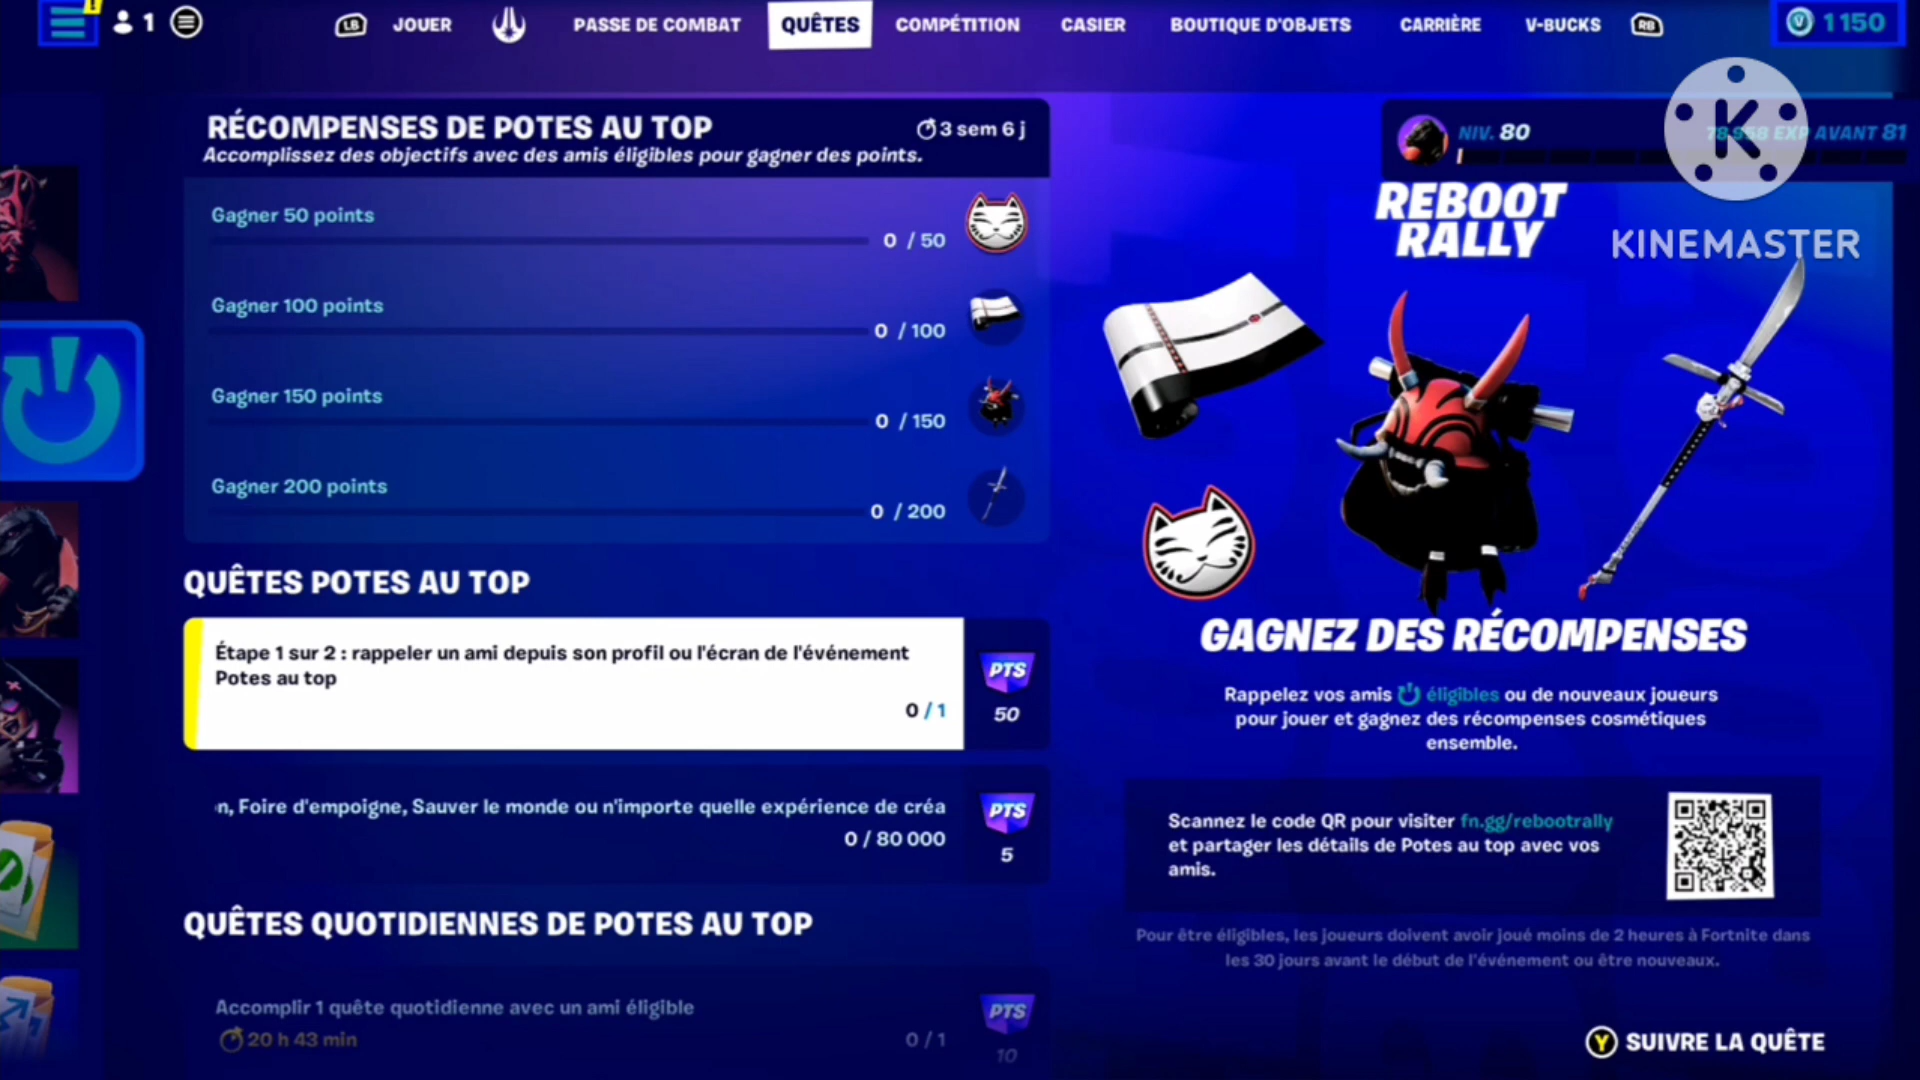 1
LB
JOUER
PASSE DE COMBAT
QUÊTES
COMPÉTITION
CASIER
BOUTIQUE D'OBJETS
CARRIÈRE
V-BUCKS
RB
1 150
RÉCOMPENSES DE POTES AU TOP
3 sem 6 j
Accomplissez des objectifs avec des amis éligibles pour gagner des points.
Gagner 50 points
0 / 50
Gagner 100 points
0 / 100
Gagner 150 points
0 / 150
Gagner 200 points
0 / 200
QUÊTES POTES AU TOP
Étape 1 sur 2 : rappeler un ami depuis son profil ou l'écran de l'événement
Potes au top
0 / 1
PTS
50
n, Foire d'empoigne, Sauver le monde ou n'importe quelle expérience de créa
0 / 80 000
PTS
5
QUÊTES QUOTIDIENNES DE POTES AU TOP
Accomplir 1 quête quotidienne avec un ami éligible
20 h 43 min
0 / 1
PTS
10
NIV. 80
EXP AVANT 81
K
KINEMASTER
REBOOT
RALLY
GAGNEZ DES RÉCOMPENSES
Rappelez vos amis éligibles ou de nouveaux joueurs
pour jouer et gagnez des récompenses cosmétiques
ensemble.
Scannez le code QR pour visiter fn.gg/rebootrally
et partager les détails de Potes au top avec vos
amis.
Pour être éligibles, les joueurs doivent avoir joué moins de 2 heures à Fortnite dans
les 30 jours avant le début de l'événement ou être nouveaux.
Y SUIVRE LA QUÊTE